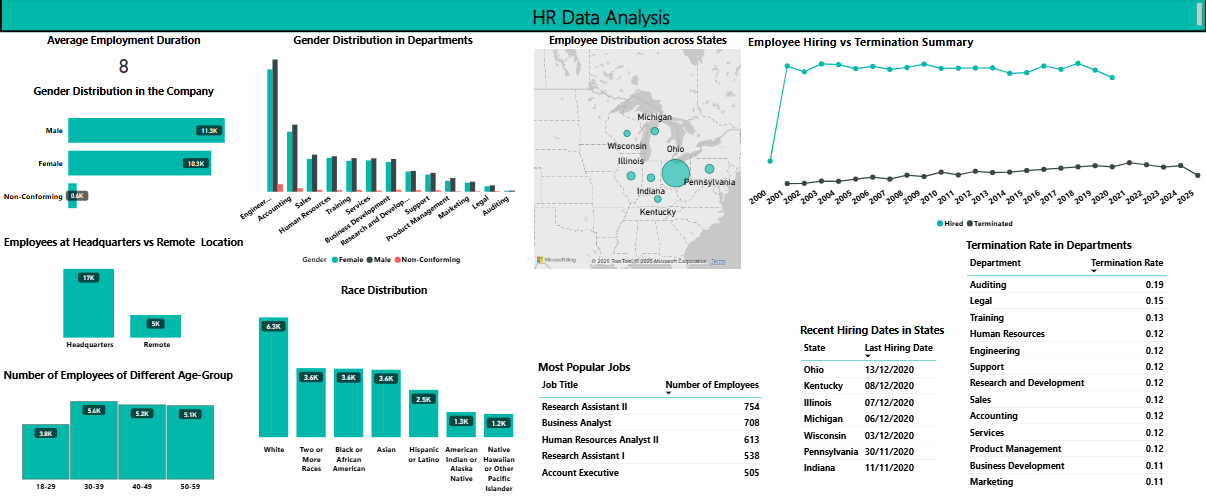 HR Data Analysis
Average Employment Duration
8
Gender Distribution in the Company
Male
11.3K
Female
10.3K
Non-Conforming
0.6K
Employees at Headquarters vs Remote Location
17K
5K
Headquarters
Remote
Number of Employees of Different Age-Group
3.8K
5.6K
5.2K
5.1K
18-29
30-39
40-49
50-59
Gender Distribution in Departments
Engineer...
Accounting
Sales
Human Resources
Training
Services
Business Development
Research and Develop...
Support
Product Management
Marketing
Legal
Auditing
Gender Female Male Non-Conforming
Race Distribution
6.3K
3.6K
3.6K
3.6K
2.5K
1.3K
1.2K
White
Two or
More
Races
Black or
African
American
Asian
Hispanic
or Latino
American
Indian or
Alaska
Native
Native
Hawaiian
or Other
Pacific
Islander
Employee Distribution across States
Michigan
Wisconsin
Ohio
Illinois
Pennsylvania
Indiana
Kentucky
Microsoft Bing
© 2025 TomTom, © 2025 Microsoft Corporation Terms
Most Popular Jobs
Job Title Number of Employees
Research Assistant II 754
Business Analyst 708
Human Resources Analyst II 613
Research Assistant I 538
Account Executive 505
Employee Hiring vs Termination Summary
2000
2001
2002
2003
2004
2005
2006
2007
2008
2009
2010
2011
2012
2013
2014
2015
2016
2017
2018
2019
2020
2021
2022
2023
2024
2025
Hired Terminated
Recent Hiring Dates in States
State Last Hiring Date
Ohio 13/12/2020
Kentucky 08/12/2020
Illinois 07/12/2020
Michigan 06/12/2020
Wisconsin 03/12/2020
Pennsylvania 30/11/2020
Indiana 11/11/2020
Termination Rate in Departments
Department Termination Rate
Auditing 0.19
Legal 0.15
Training 0.13
Human Resources 0.12
Engineering 0.12
Support 0.12
Research and Development 0.12
Sales 0.12
Accounting 0.12
Services 0.12
Product Management 0.12
Business Development 0.11
Marketing 0.11